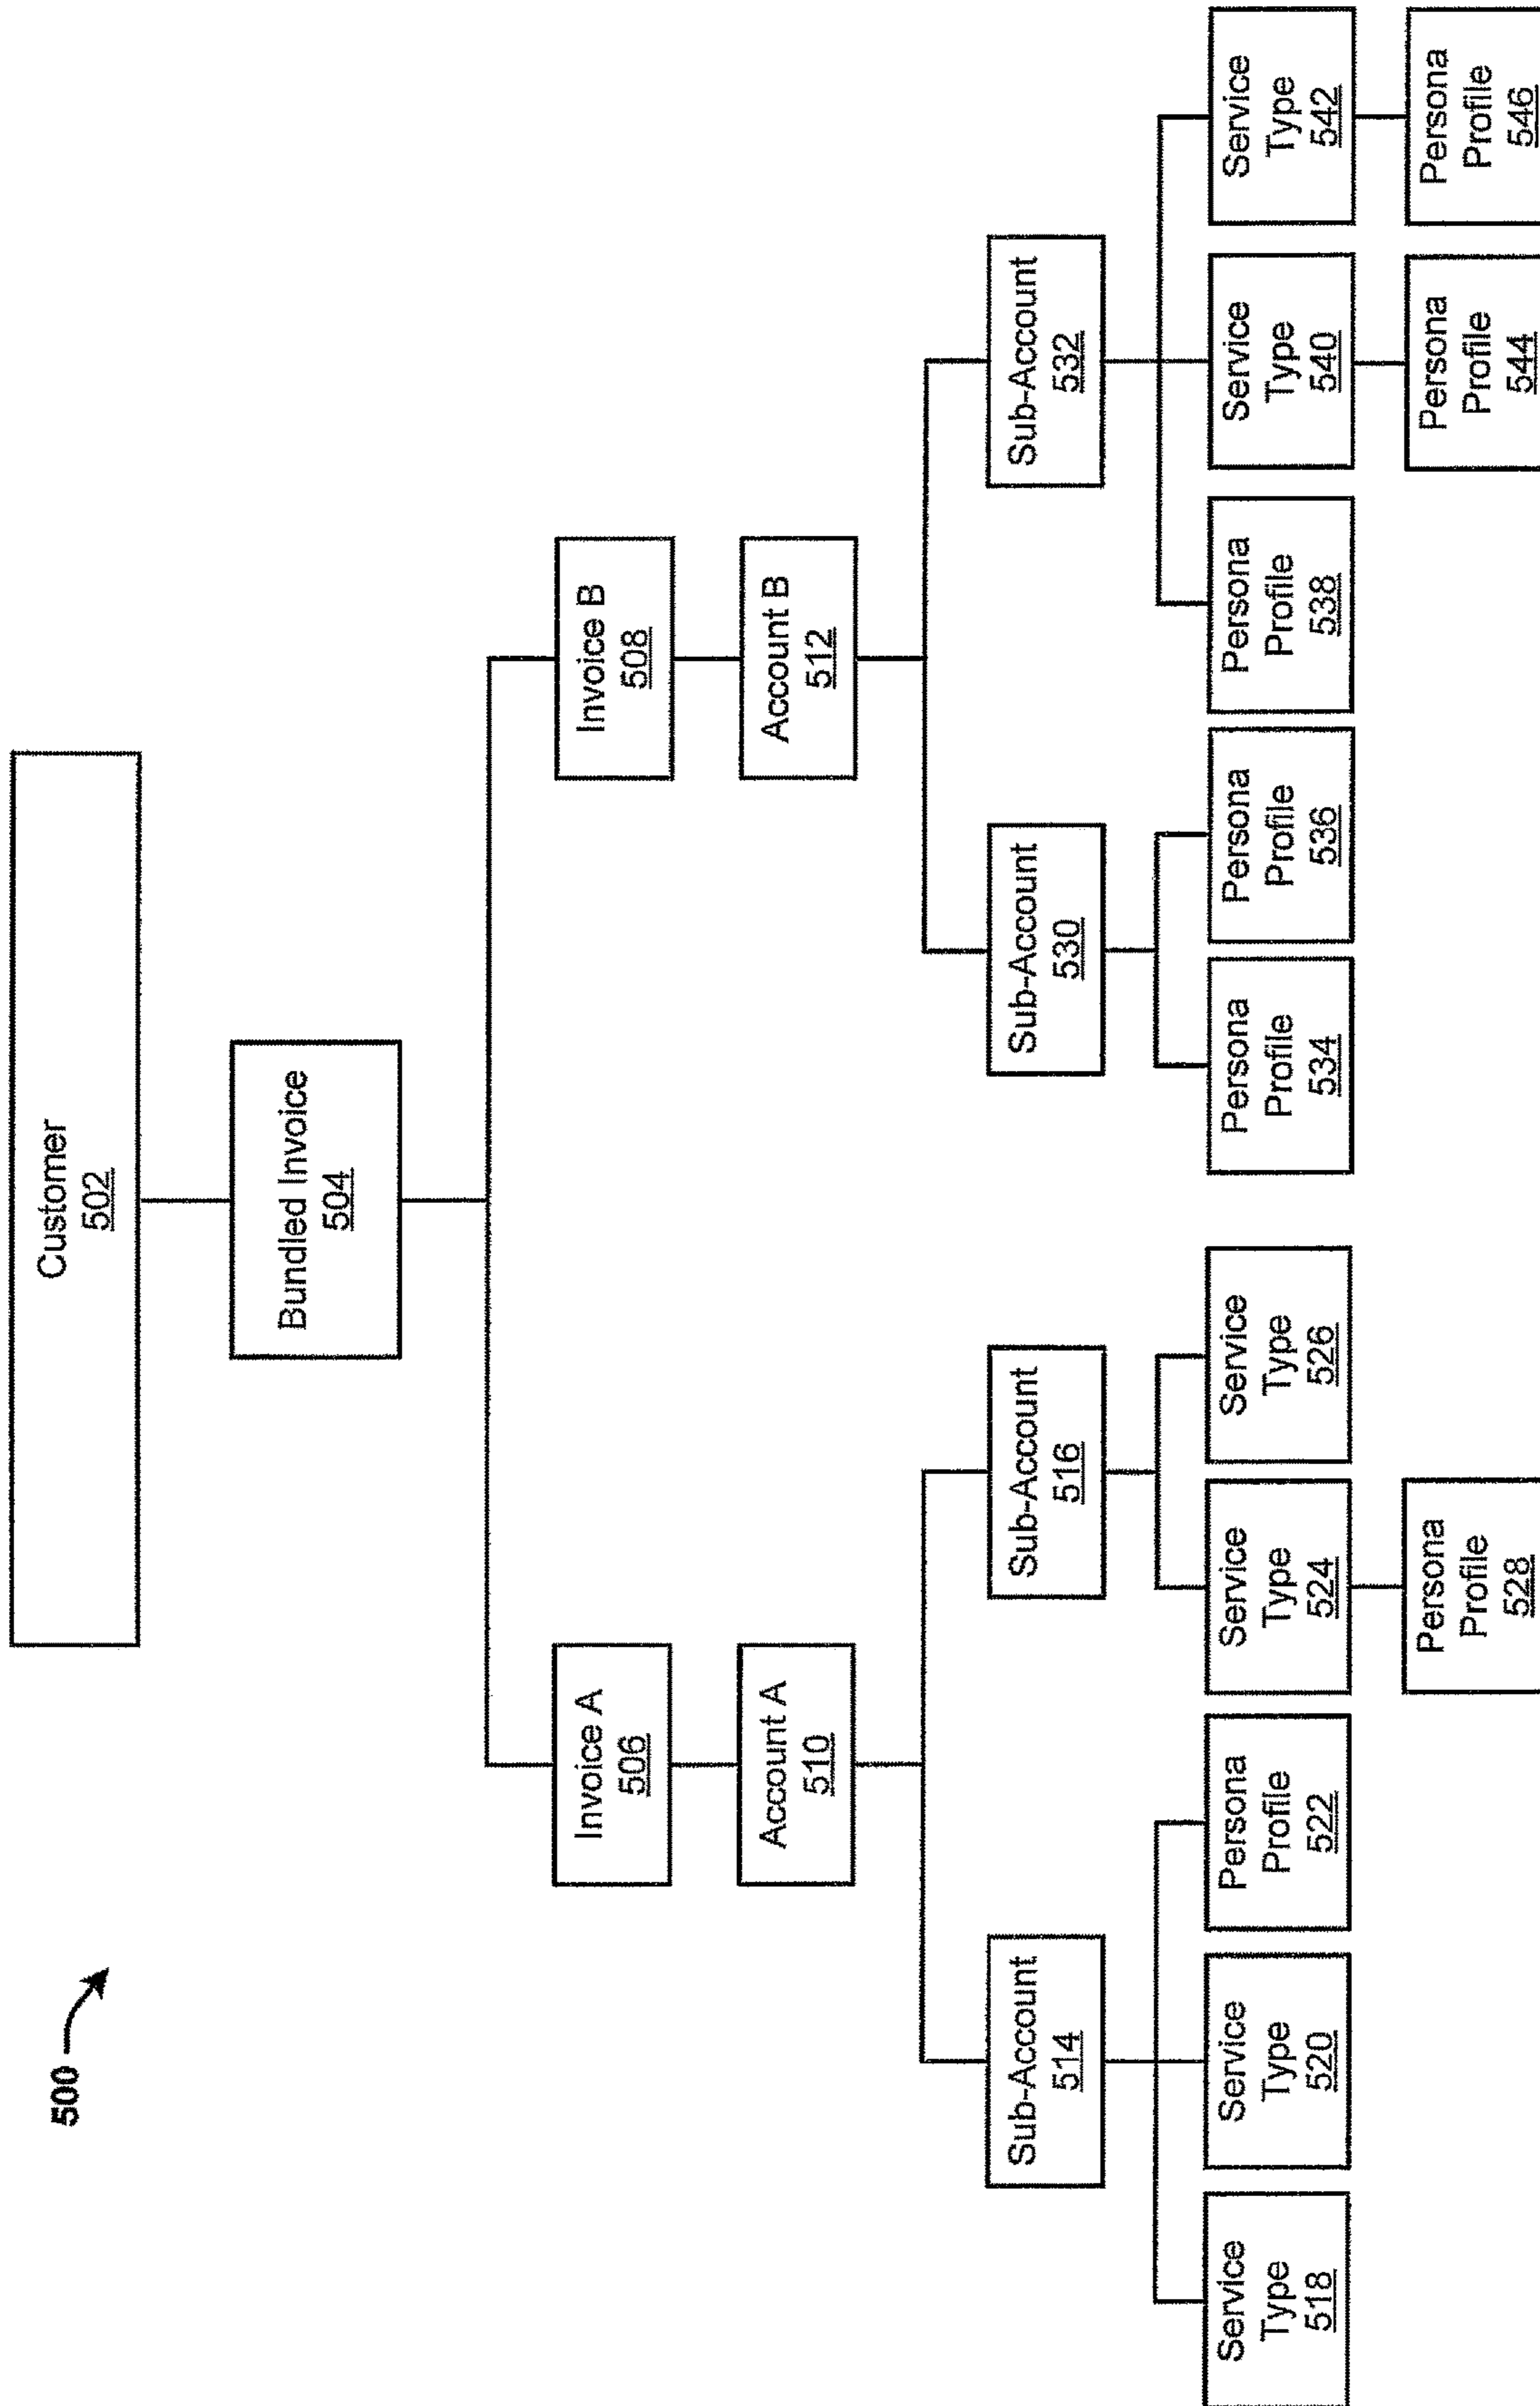 500
Customer
502
Bundled Invoice
504
Invoice A
506
Invoice B
508
Account A
510
Account B
512
Sub-Account
514
Sub-Account
516
Sub-Account
530
Sub-Account
532
Service
Type
518
Service
Type
520
Persona
Profile
522
Service
Type
524
Service
Type
526
Persona
Profile
534
Persona
Profile
536
Persona
Profile
538
Service
Type
540
Service
Type
542
Persona
Profile
528
Persona
Profile
544
Persona
Profile
546